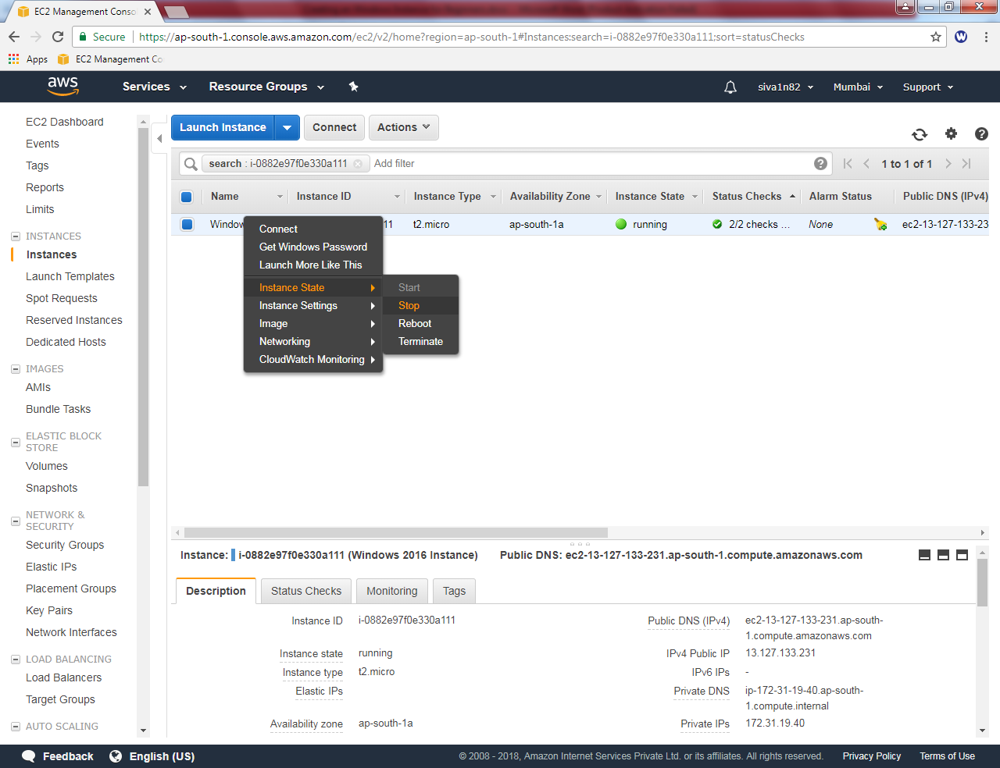 EC2 Management Conso
Secure
https://ap-south-1.console.aws.amazon.com/ec2/v2/home?region=ap-south-1#Instances:search=i-0882e97f0e330a111;sort=statusChecks
W
Apps
EC2 Management Co
aws
Services
Resource Groups
siva1n82
Mumbai
Support
EC2 Dashboard
Events
Tags
Reports
Limits
INSTANCES
Instances
Launch Templates
Spot Requests
Reserved Instances
Dedicated Hosts
IMAGES
AMIs
Bundle Tasks
ELASTIC BLOCK
STORE
Volumes
Snapshots
NETWORK &
SECURITY
Security Groups
Elastic IPs
Placement Groups
Key Pairs
Network Interfaces
LOAD BALANCING
Load Balancers
Target Groups
AUTO SCALING
Launch Instance
Connect
Actions
search : i-0882e97f0e330a111
Add filter
1 to 1 of 1
Name
Instance ID
Instance Type
Availability Zone
Instance State
Status Checks
Alarm Status
Public DNS (IPv4)
Window
11
t2.micro
ap-south-1a
running
2/2 checks ...
None
ec2-13-127-133-23
Connect
Get Windows Password
Launch More Like This
Instance State
Instance Settings
Image
Networking
CloudWatch Monitoring
Start
Stop
Reboot
Terminate
Instance: i-0882e97f0e330a111 (Windows 2016 Instance)
Public DNS: ec2-13-127-133-231.ap-south-1.compute.amazonaws.com
Description
Status Checks
Monitoring
Tags
Instance ID
i-0882e97f0e330a111
Instance state
running
Instance type
t2.micro
Elastic IPs
Availability zone
ap-south-1a
Public DNS (IPv4)
ec2-13-127-133-231.ap-south-
1.compute.amazonaws.com
IPv4 Public IP
13.127.133.231
IPv6 IPs
-
Private DNS
ip-172-31-19-40.ap-south-
1.compute.internal
Private IPs
172.31.19.40
Feedback
English (US)
© 2008 - 2018, Amazon Internet Services Private Ltd. or its affiliates. All rights reserved.
Privacy Policy
Terms of Use